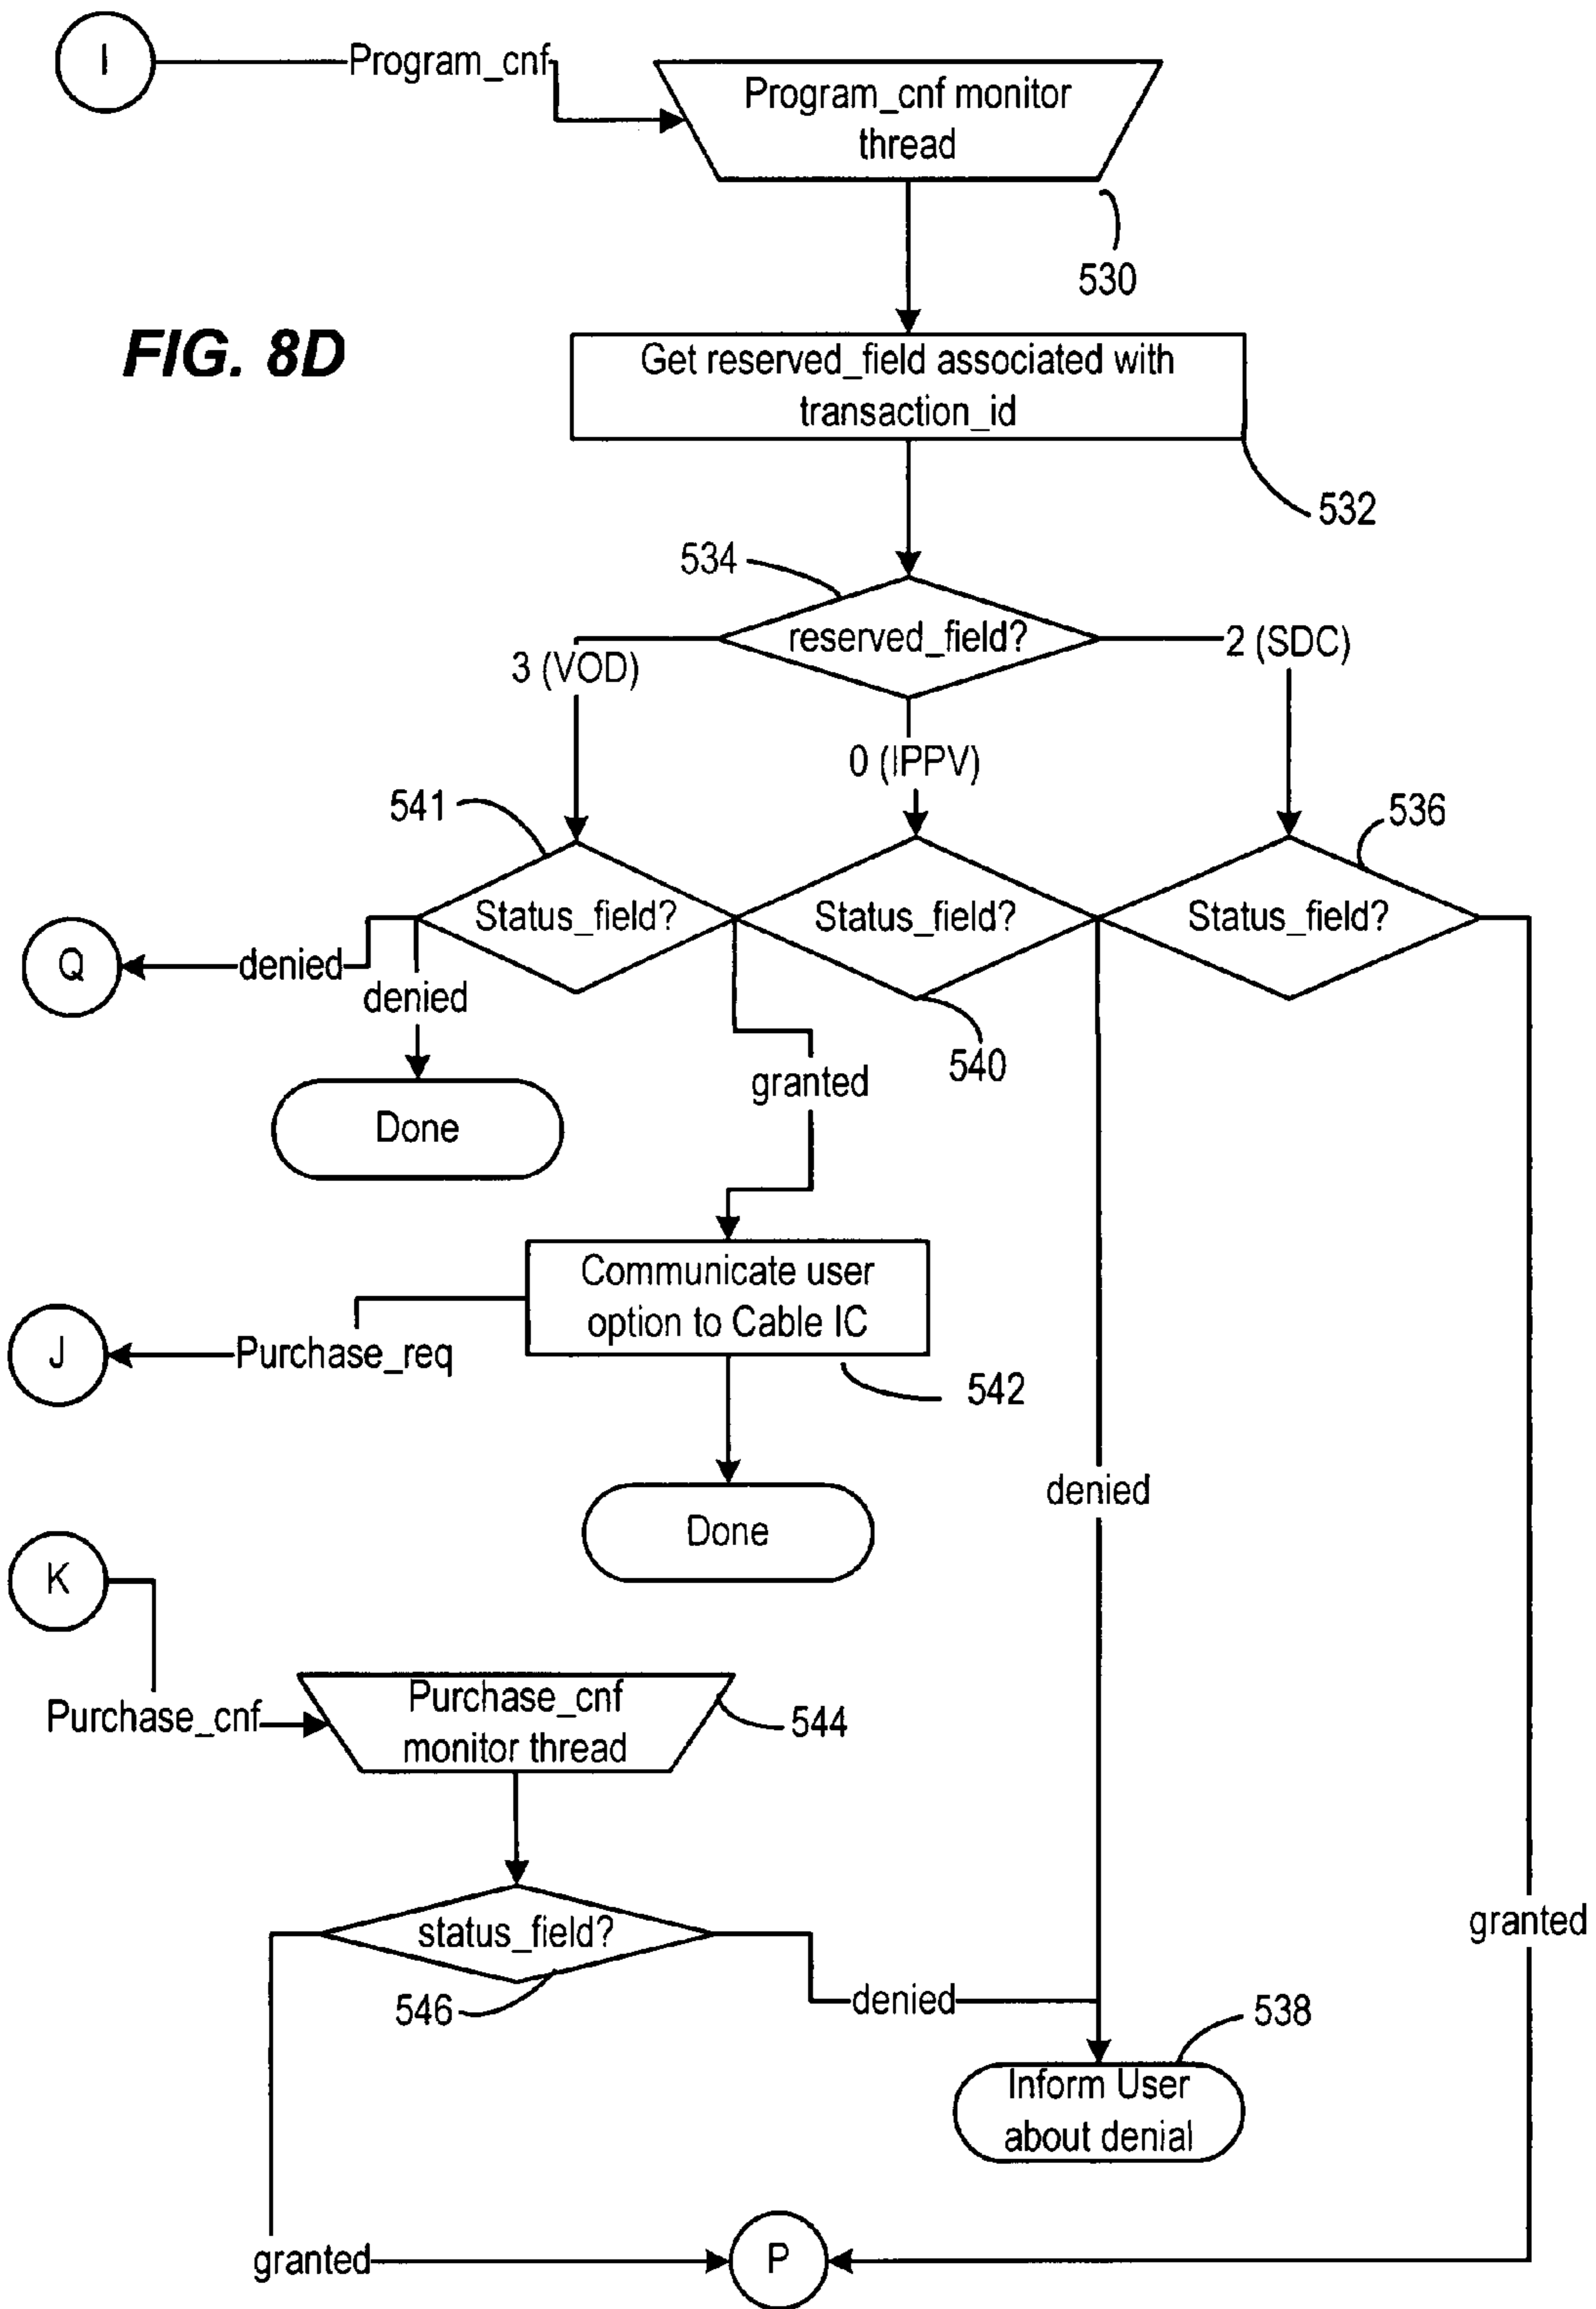 I
Program_cnf
Program_cnf monitor
thread
530
FIG. 8D
Get reserved_field associated with
transaction_id
532
534
reserved_field?
3 (VOD)
2 (SDC)
0 (IPPV)
541
536
Status_field?
Status_field?
Status_field?
Q
denied
denied
540
granted
Done
Communicate user
option to Cable IC
J
Purchase_req
542
denied
Done
K
Purchase_cnf
Purchase_cnf
monitor thread
544
status_field?
granted
546
denied
538
Inform User
about denial
granted
P